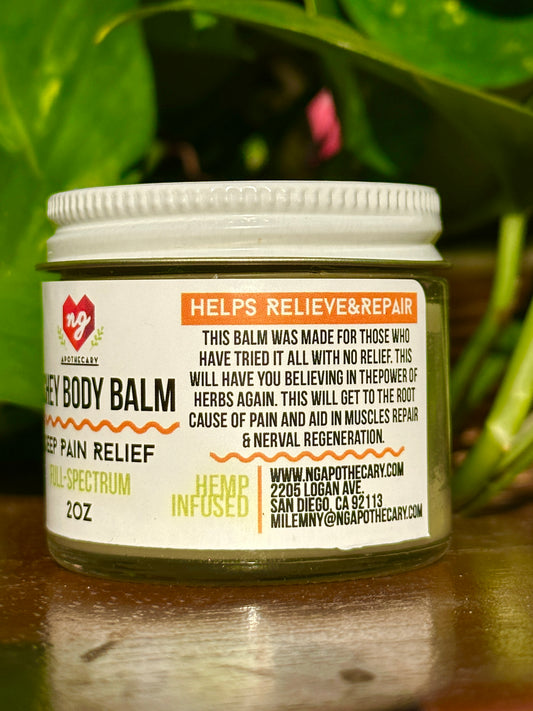 ng
APOTHECARY
HEY BODY BALM
EEP PAIN RELIEF
FULL-SPECTRUM
2OZ
HELPS RELIEVE&REPAIR
THIS BALM WAS MADE FOR THOSE WHO
HAVE TRIED IT ALL WITH NO RELIEF. THIS
WILL HAVE YOU BELIEVING IN THEPOWER OF
HERBS AGAIN. THIS WILL GET TO THE ROOT
CAUSE OF PAIN AND AID IN MUSCLES REPAIR
& NERVAL REGENERATION.
HEMP
INFUSED
WWW.NGAPOTHECARY.COM
2205 LOGAN AVE.
SAN DIEGO, CA 92113
MILEMNY@NGAPOTHECARY.COM